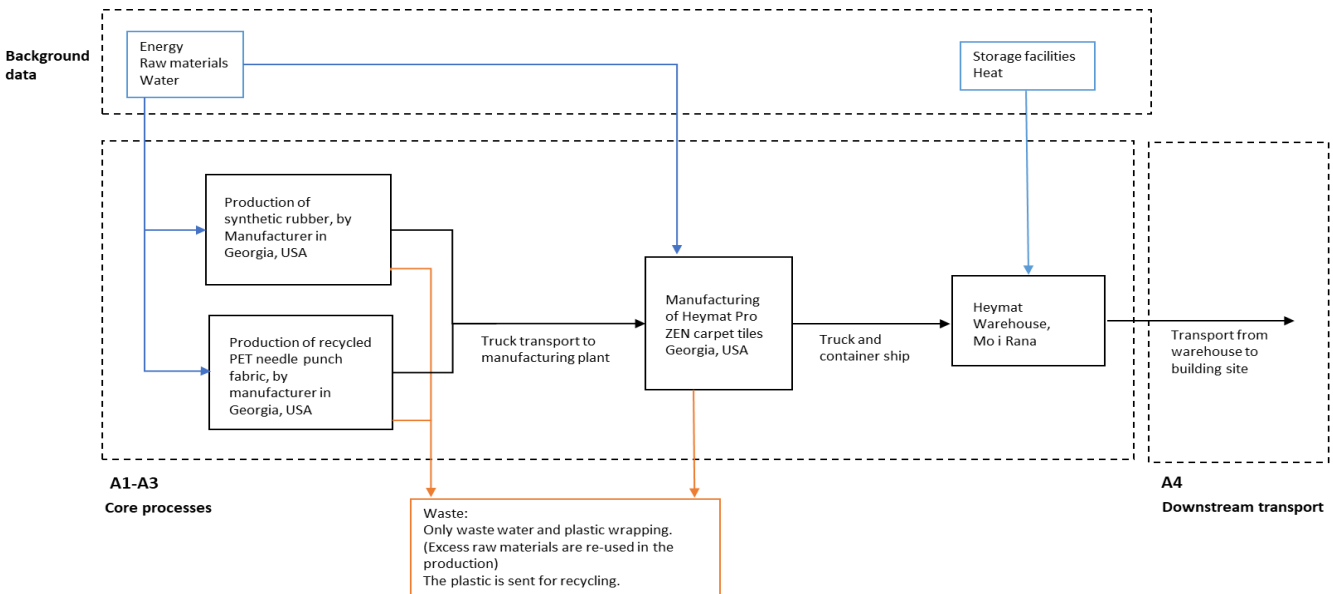 Background
data
Energy
Raw materials
Water
Storage facilities
Heat
Production of
synthetic rubber, by
Manufacturer in
Georgia, USA
Production of recycled
PET needle punch
fabric, by
manufacturer in
Georgia, USA
Truck transport to
manufacturing plant
Manufacturing
of Heymat Pro
ZEN carpet tiles
Georgia, USA
Truck and
container ship
Heymat
Warehouse,
Mo i Rana
Transport from
warehouse to
building site
A1-A3
Core processes
A4
Downstream transport
Waste:
Only waste water and plastic wrapping.
(Excess raw materials are re-used in the
production)
The plastic is sent for recycling.